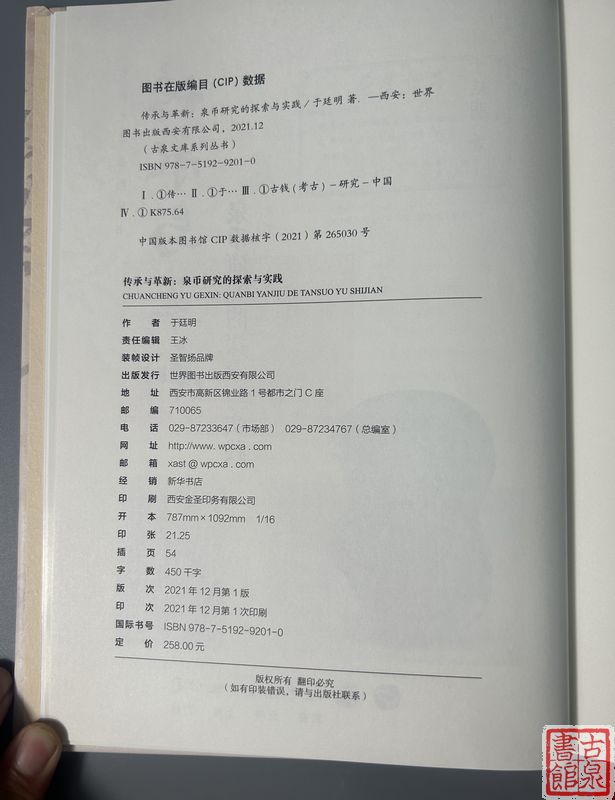 图书在版编目(CIP)数据
传承与革新:泉币研究的探索与实践/于廷明 著. —西安:世界
图书出版西安有限公司,2021.12
(古泉文库系列丛书)
ISBN 978-7-5192-9201-0
Ⅰ.①传… Ⅱ.①于… Ⅲ.①古钱(考古)-研究-中国
Ⅳ.①K875.64
中国版本图书馆 CIP 数据核字(2021)第 265030 号
传承与革新:泉币研究的探索与实践
CHUANCHENG YU GEXIN: QUANBI YANJIU DE TANSUO YU SHIJIAN
作 者 于廷明
责任编辑 王冰
装帧设计 圣智扬品牌
出版发行 世界图书出版西安有限公司
地 址 西安市高新区锦业路 1 号都市之门 C 座
邮 编 710065
电 话 029-87233647(市场部) 029-87234767(总编室)
网 址 http://www.wpcxa.com
邮 箱 xast@wpcxa.com
经 销 新华书店
印 刷 西安金圣印务有限公司
开 本 787mm×1092mm 1/16
印 张 21.25
插 页 54
字 数 450 千字
版 次 2021 年 12 月第 1 版
印 次 2021 年 12 月第 1 次印刷
国际书号 ISBN 978-7-5192-9201-0
定 价 258.00 元
版权所有 翻印必究
(如有印装错误,请与出版社联系)
古泉書館